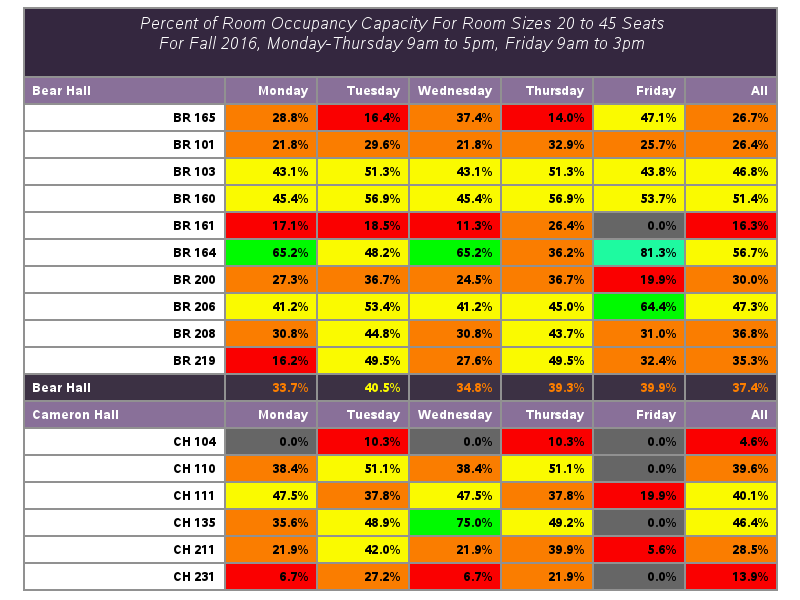 Percent of Room Occupancy Capacity For Room Sizes 20 to 45 Seats
For Fall 2016, Monday-Thursday 9am to 5pm, Friday 9am to 3pm
Bear Hall Monday Tuesday Wednesday Thursday Friday All
BR 165 28.8% 16.4% 37.4% 14.0% 47.1% 26.7%
BR 101 21.8% 29.6% 21.8% 32.9% 25.7% 26.4%
BR 103 43.1% 51.3% 43.1% 51.3% 43.8% 46.8%
BR 160 45.4% 56.9% 45.4% 56.9% 53.7% 51.4%
BR 161 17.1% 18.5% 11.3% 26.4% 0.0% 16.3%
BR 164 65.2% 48.2% 65.2% 36.2% 81.3% 56.7%
BR 200 27.3% 36.7% 24.5% 36.7% 19.9% 30.0%
BR 206 41.2% 53.4% 41.2% 45.0% 64.4% 47.3%
BR 208 30.8% 44.8% 30.8% 43.7% 31.0% 36.8%
BR 219 16.2% 49.5% 27.6% 49.5% 32.4% 35.3%
Bear Hall 33.7% 40.5% 34.8% 39.3% 39.9% 37.4%
Cameron Hall Monday Tuesday Wednesday Thursday Friday All
CH 104 0.0% 10.3% 0.0% 10.3% 0.0% 4.6%
CH 110 38.4% 51.1% 38.4% 51.1% 0.0% 39.6%
CH 111 47.5% 37.8% 47.5% 37.8% 19.9% 40.1%
CH 135 35.6% 48.9% 75.0% 49.2% 0.0% 46.4%
CH 211 21.9% 42.0% 21.9% 39.9% 5.6% 28.5%
CH 231 6.7% 27.2% 6.7% 21.9% 0.0% 13.9%